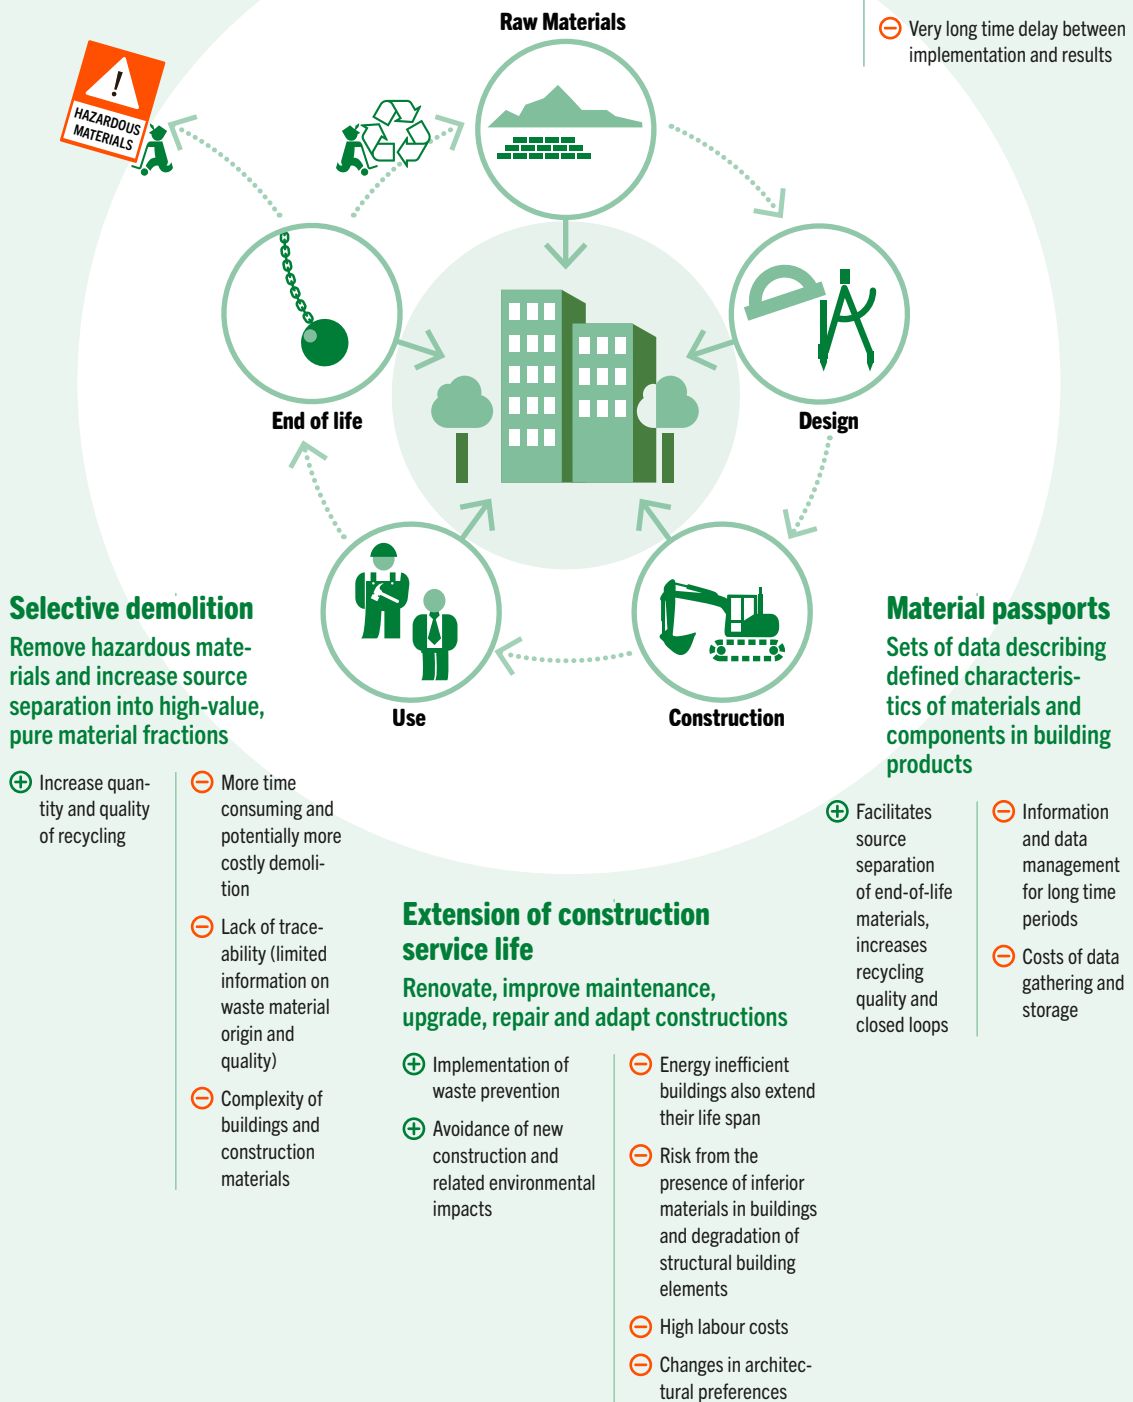 Raw Materials
Very long time delay between
implementation and results
!
HAZARDOUS
MATERIALS
End of life
Design
Use
Construction
Selective demolition
Remove hazardous mate-
rials and increase source
separation into high-value,
pure material fractions
Increase quan-
tity and quality
of recycling
More time
consuming and
potentially more
costly demoli-
tion
Lack of trace-
ability (limited
information on
waste material
origin and
quality)
Complexity of
buildings and
construction
materials
Extension of construction
service life
Renovate, improve maintenance,
upgrade, repair and adapt constructions
Implementation of
waste prevention
Avoidance of new
construction and
related environmental
impacts
Energy inefficient
buildings also extend
their life span
Risk from the
presence of inferior
materials in buildings
and degradation of
structural building
elements
High labour costs
Changes in architec-
tural preferences
Material passports
Sets of data describing
defined characteris-
tics of materials and
components in building
products
Facilitates
source
separation
of end-of-life
materials,
increases
recycling
quality and
closed loops
Information
and data
management
for long time
periods
Costs of data
gathering and
storage